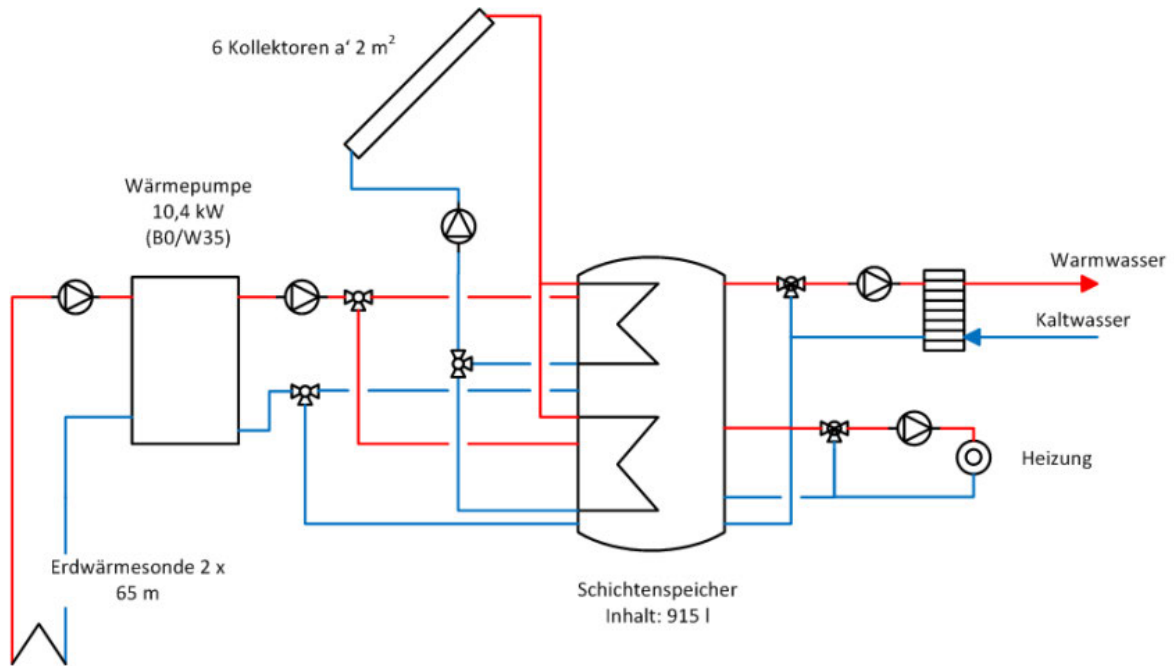 6 Kollektoren a' 2 m²
Wärmepumpe
10,4 kW
(B0/W35)
Warmwasser
Kaltwasser
Heizung
Erdwärmesonde 2 x
65 m
Schichtenspeicher
Inhalt: 915 l